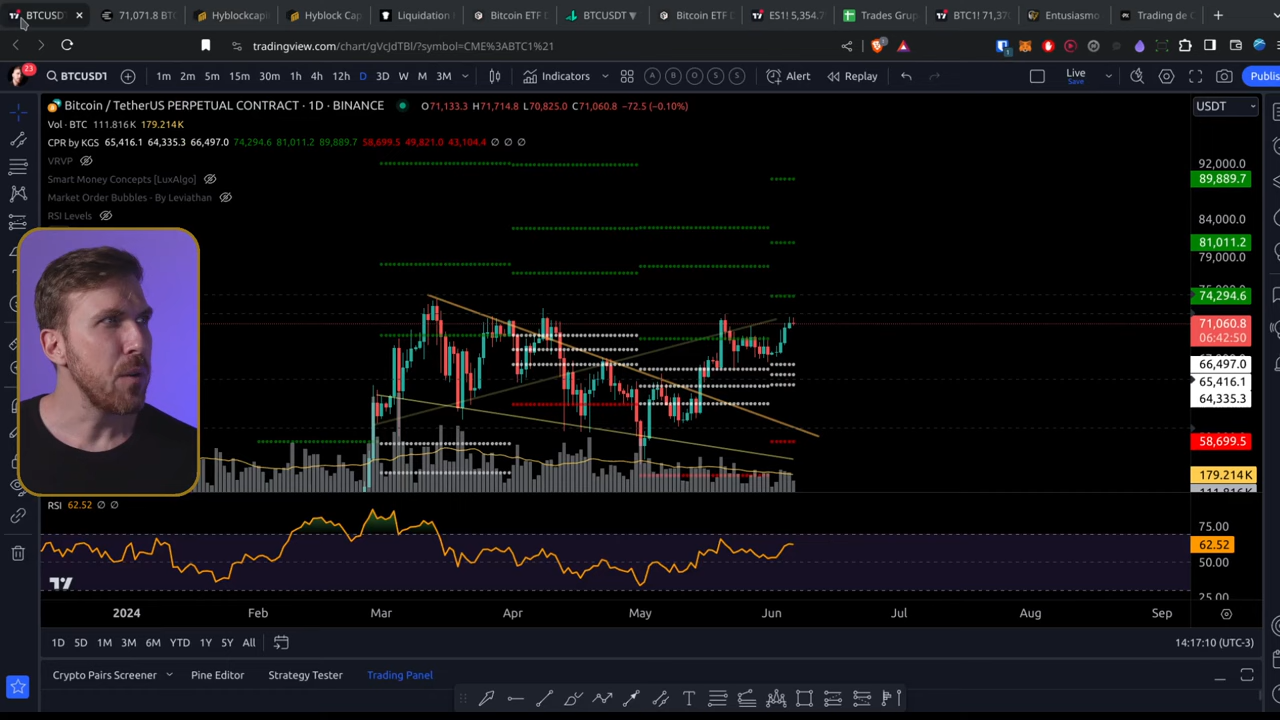 BTCUSDT
71,071.8 BTC
Hyblockcapi
Hyblock Cap
Liquidation
Bitcoin ETF
BTCUSDT
Bitcoin ETF
ES1! 5,354.7
Trades Grup
BTC1! 71,37
Entusiasmo
Trading de C
tradingview.com/chart/gVcJdTBI/?symbol=CME%3ABTC1%21
23
BTCUSDT
1m 2m 5m 15m 30m 1h 4h 12h D 3D W M 3M
Indicators
A B O S S
Alert
Replay
Live
Save
Publis
Bitcoin / TetherUS PERPETUAL CONTRACT · 1D · BINANCE
O71,133.3 H71,714.8 L70,825.0 C71,060.8 −72.5 (−0.10%)
USDT
Vol · BTC 111.816 K 179.214 K
CPR by KGS 65,416.1 64,335.3 66,497.0 74,294.6 81,011.2 89,889.7 58,699.5 49,821.0 43,104.4 ∅ ∅ ∅
VRVP
Smart Money Concepts [LuxAlgo]
Market Order Bubbles - By Leviathan
RSI Levels
92,000.0
89,889.7
84,000.0
81,011.2
79,000.0
74,294.6
71,060.8
06:42:50
66,497.0
65,416.1
64,335.3
58,699.5
179.214 K
RSI 62.52 ∅ ∅
75.00
62.52
50.00
25.00
2024 Feb Mar Apr May Jun Jul Aug Sep
1D 5D 1M 3M 6M YTD 1Y 5Y All
14:17:10 (UTC-3)
Crypto Pairs Screener
Pine Editor
Strategy Tester
Trading Panel